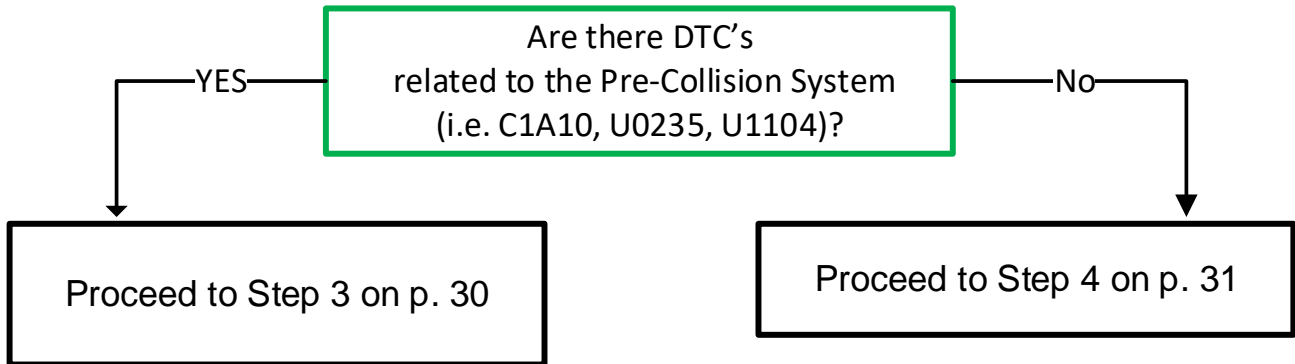 Are there DTC’s
YES
related to the Pre-Collision System
No
(i.e. C1A10, U0235, U1104)?
Proceed to Step 3 on p. 30
Proceed to Step 4 on p. 31